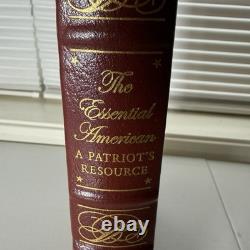 The
Essential
American
A PATRIOT'S
RESOURCE